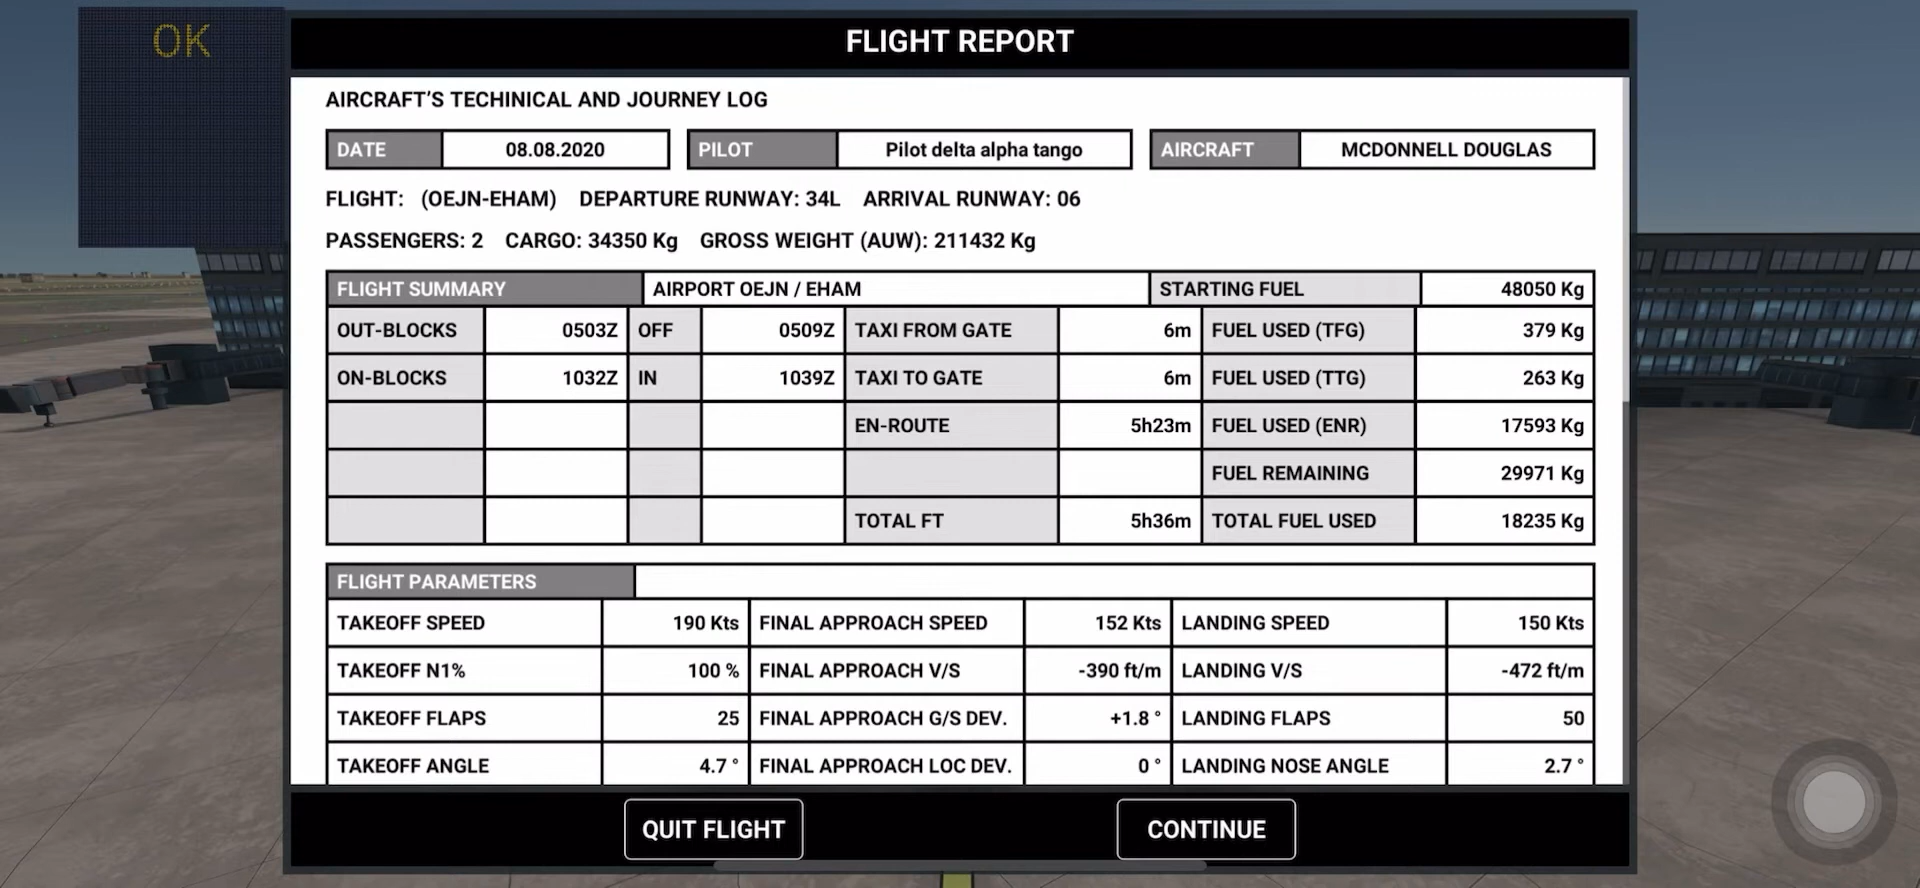 OK
FLIGHT REPORT
AIRCRAFT'S TECHINICAL AND JOURNEY LOG
DATE 08.08.2020 PILOT Pilot delta alpha tango AIRCRAFT MCDONNELL DOUGLAS
FLIGHT: (OEJN-EHAM) DEPARTURE RUNWAY: 34L ARRIVAL RUNWAY: 06
PASSENGERS: 2 CARGO: 34350 Kg GROSS WEIGHT (AUW): 211432 Kg
FLIGHT SUMMARY AIRPORT OEJN / EHAM STARTING FUEL 48050 Kg
OUT-BLOCKS 0503Z OFF 0509Z TAXI FROM GATE 6m FUEL USED (TFG) 379 Kg
ON-BLOCKS 1032Z IN 1039Z TAXI TO GATE 6m FUEL USED (TTG) 263 Kg
EN-ROUTE 5h23m FUEL USED (ENR) 17593 Kg
FUEL REMAINING 29971 Kg
TOTAL FT 5h36m TOTAL FUEL USED 18235 Kg
FLIGHT PARAMETERS
TAKEOFF SPEED 190 Kts FINAL APPROACH SPEED 152 Kts LANDING SPEED 150 Kts
TAKEOFF N1% 100 % FINAL APPROACH V/S -390 ft/m LANDING V/S -472 ft/m
TAKEOFF FLAPS 25 FINAL APPROACH G/S DEV. +1.8 ° LANDING FLAPS 50
TAKEOFF ANGLE 4.7 ° FINAL APPROACH LOC DEV. 0 ° LANDING NOSE ANGLE 2.7 °
QUIT FLIGHT CONTINUE